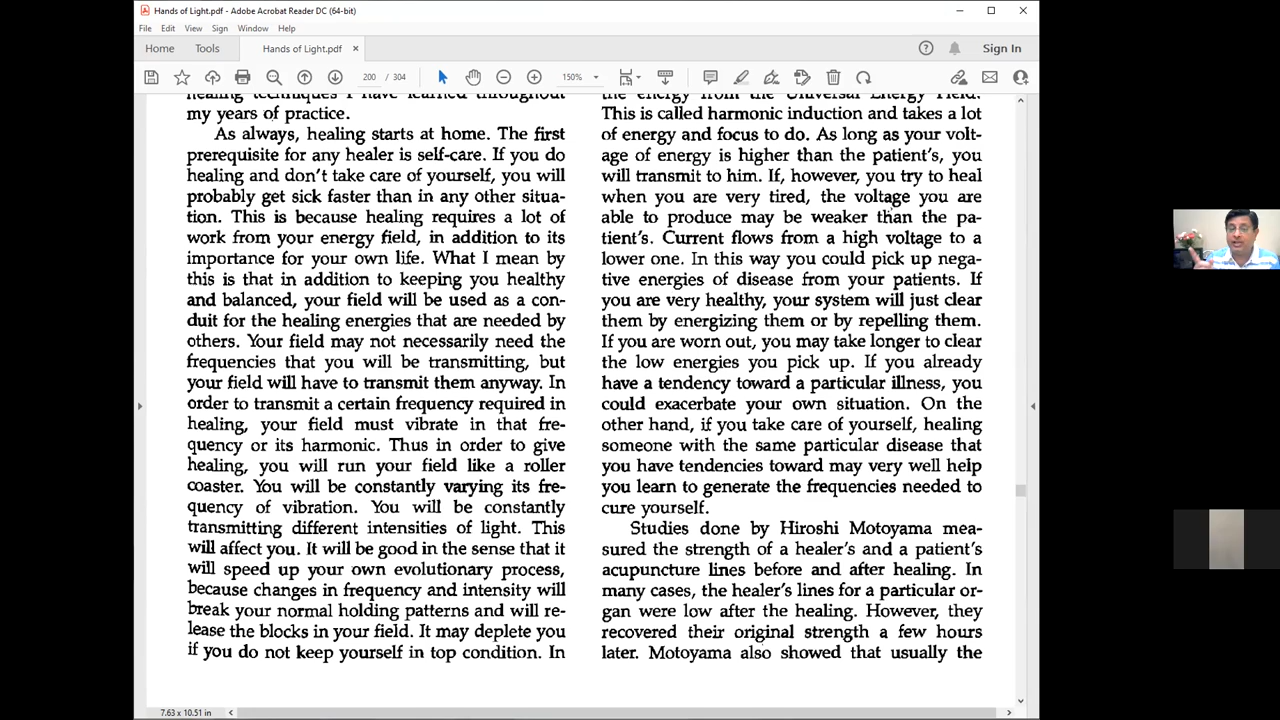 Hands of Light.pdf - Adobe Acrobat Reader DC (64-bit)
File Edit View Sign Window Help
Home Tools Hands of Light.pdf × Sign In
200 / 304 150%
healing techniques I have learned throughout
my years of practice.
As always, healing starts at home. The first
prerequisite for any healer is self-care. If you do
healing and don't take care of yourself, you will
probably get sick faster than in any other situa-
tion. This is because healing requires a lot of
work from your energy field, in addition to its
importance for your own life. What I mean by
this is that in addition to keeping you healthy
and balanced, your field will be used as a con-
duit for the healing energies that are needed by
others. Your field may not necessarily need the
frequencies that you will be transmitting, but
your field will have to transmit them anyway. In
order to transmit a certain frequency required in
healing, your field must vibrate in that fre-
quency or its harmonic. Thus in order to give
healing, you will run your field like a roller
coaster. You will be constantly varying its fre-
quency of vibration. You will be constantly
transmitting different intensities of light. This
will affect you. It will be good in the sense that it
will speed up your own evolutionary process,
because changes in frequency and intensity will
break your normal holding patterns and will re-
lease the blocks in your field. It may deplete you
if you do not keep yourself in top condition. In
the energy from the Universal Energy Field.
This is called harmonic induction and takes a lot
of energy and focus to do. As long as your volt-
age of energy is higher than the patient's, you
will transmit to him. If, however, you try to heal
when you are very tired, the voltage you are
able to produce may be weaker than the pa-
tient's. Current flows from a high voltage to a
lower one. In this way you could pick up nega-
tive energies of disease from your patients. If
you are very healthy, your system will just clear
them by energizing them or by repelling them.
If you are worn out, you may take longer to clear
the low energies you pick up. If you already
have a tendency toward a particular illness, you
could exacerbate your own situation. On the
other hand, if you take care of yourself, healing
someone with the same particular disease that
you have tendencies toward may very well help
you learn to generate the frequencies needed to
cure yourself.
Studies done by Hiroshi Motoyama mea-
sured the strength of a healer's and a patient's
acupuncture lines before and after healing. In
many cases, the healer's lines for a particular or-
gan were low after the healing. However, they
recovered their original strength a few hours
later. Motoyama also showed that usually the
7.63 x 10.51 in